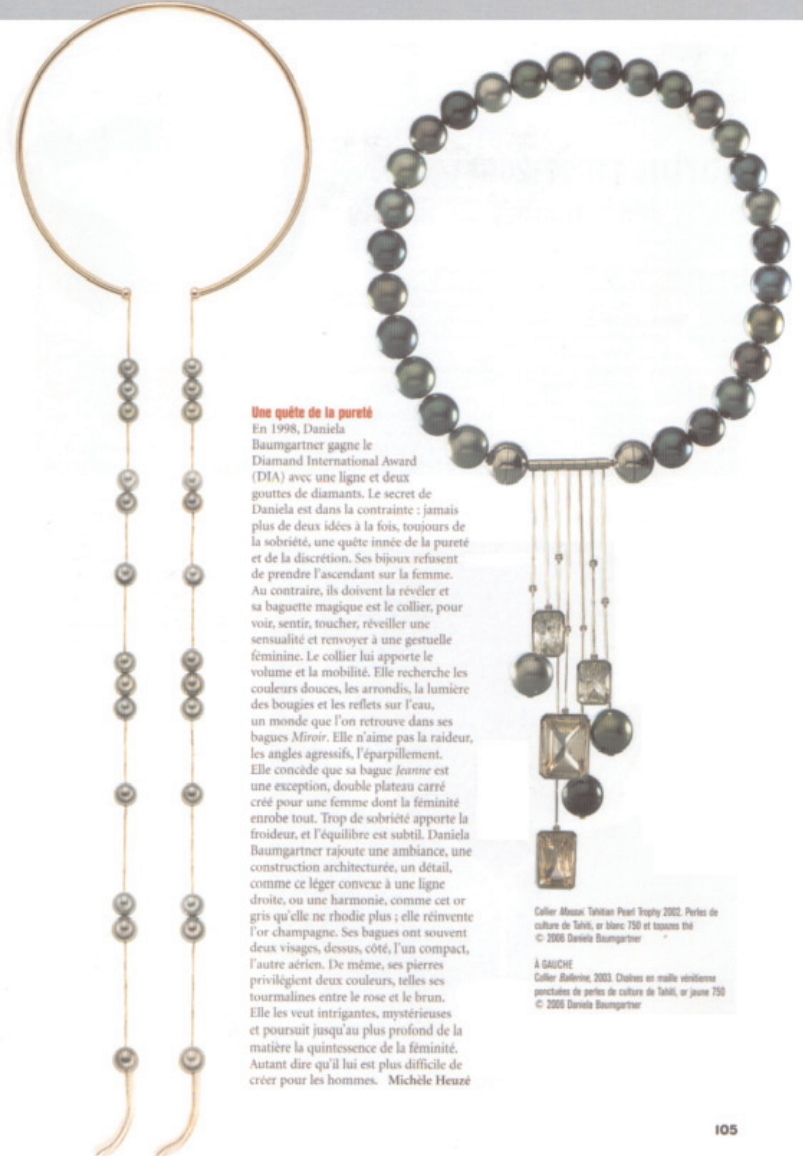 Une quête de la pureté
En 1998, Daniela
Baumgartner gagne le
Diamand International Award
(DIA) avec une ligne et deux
gouttes de diamants. Le secret de
Daniela est dans la contrainte : jamais
plus de deux idées à la fois, toujours de
la sobriété, une quête innée de la pureté
et de la discrétion. Ses bijoux refusent
de prendre l'ascendant sur la femme.
Au contraire, ils doivent la révéler et
sa baguette magique est le collier, pour
voir, sentir, toucher, réveiller une
sensualité et renvoyer à une gestuelle
féminine. Le collier lui apporte le
volume et la mobilité. Elle recherche les
couleurs douces, les arrondis, la lumière
des bougies et les reflets sur l'eau,
un monde que l'on retrouve dans ses
bagues Miroir. Elle n'aime pas la raideur,
les angles agressifs, l'éparpillement.
Elle concède que sa bague Jeanne est
une exception, double plateau carré
créé pour une femme dont la féminité
enrobe tout. Trop de sobriété apporte la
froideur, et l'équilibre est subtil. Daniela
Baumgartner rajoute une ambiance, une
construction architecturée, un détail,
comme ce léger convexe à une ligne
droite, ou une harmonie, comme cet or
gris qu'elle ne rhodie plus ; elle réinvente
l'or champagne. Ses bagues ont souvent
deux visages, dessus, côté, l'un compact,
l'autre aérien. De même, ses pierres
privilégient deux couleurs, telles ses
tourmalines entre le rose et le brun.
Elle les veut intrigantes, mystérieuses
et poursuit jusqu'au plus profond de la
matière la quintessence de la féminité.
Autant dire qu'il lui est plus difficile de
créer pour les hommes. Michèle Heuzé
Collier Massaï Tahitian Pearl Trophy 2002. Perles de
culture de Tahiti, or blanc 750 et topazes thé
© 2006 Daniela Baumgartner
À GAUCHE
Collier Ballerine, 2003. Chaînes en maille vénitienne
ponctuées de perles de culture de Tahiti, or jaune 750
© 2006 Daniela Baumgartner
105